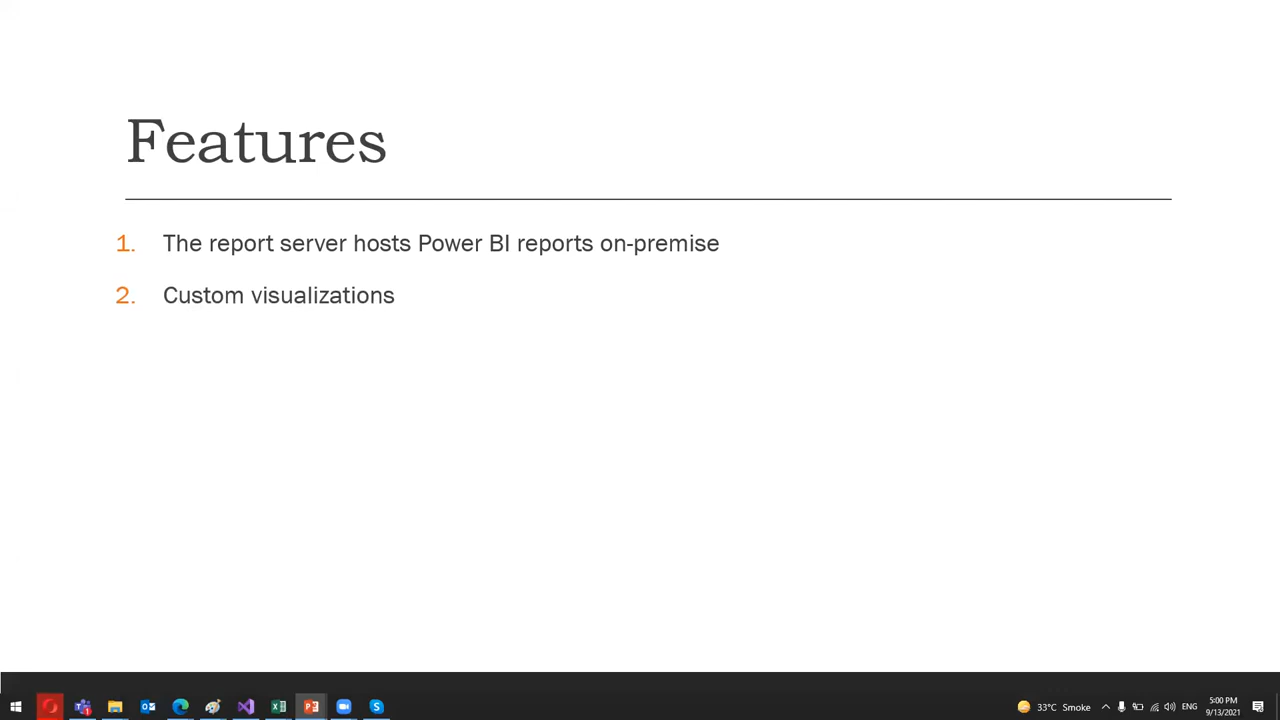 Features
1. The report server hosts Power BI reports on-premise
2. Custom visualizations
33°C Smoke
ENG
5:00 PM
9/13/2021